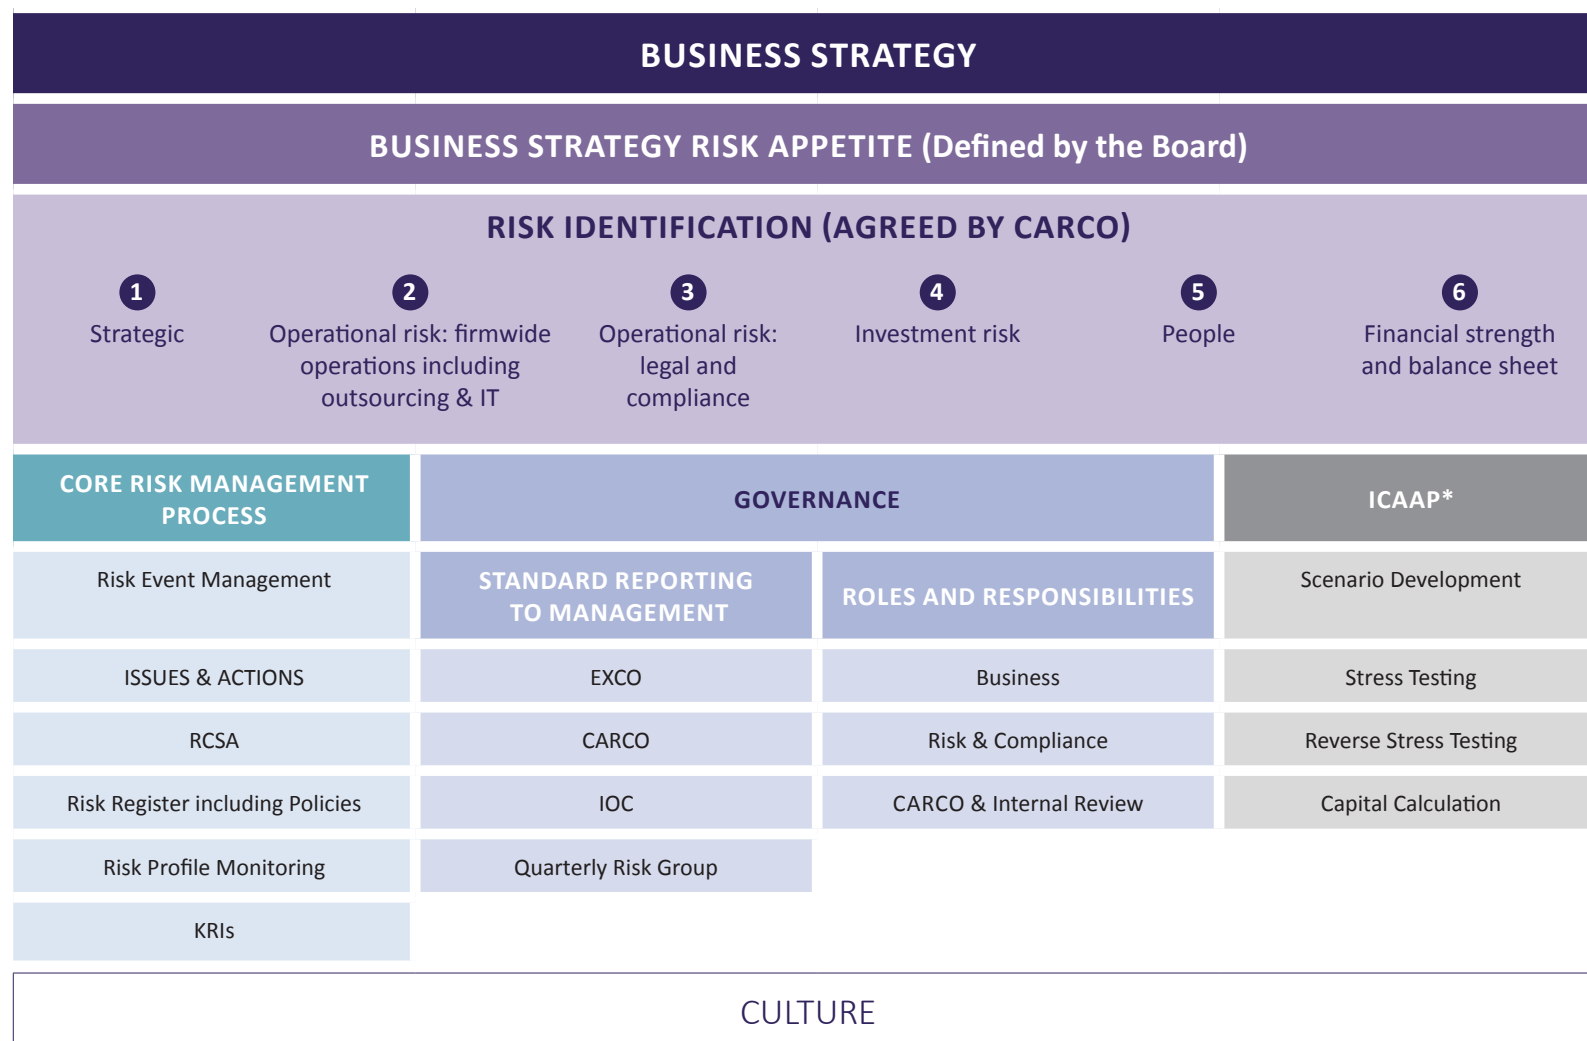 BUSINESS STRATEGY
BUSINESS STRATEGY RISK APPETITE (Defined by the Board)
RISK IDENTIFICATION (AGREED BY CARCO)
1
Strategic
2
Operational risk: firmwide
operations including
outsourcing & IT
3
Operational risk:
legal and
compliance
4
Investment risk
5
People
6
Financial strength
and balance sheet
CORE RISK MANAGEMENT
PROCESS
Risk Event Management
ISSUES & ACTIONS
RCSA
Risk Register including Policies
Risk Profile Monitoring
KRIs
GOVERNANCE
STANDARD REPORTING
TO MANAGEMENT
EXCO
CARCO
IOC
Quarterly Risk Group
ROLES AND RESPONSIBILITIES
Business
Risk & Compliance
CARCO & Internal Review
ICAAP*
Scenario Development
Stress Testing
Reverse Stress Testing
Capital Calculation
CULTURE